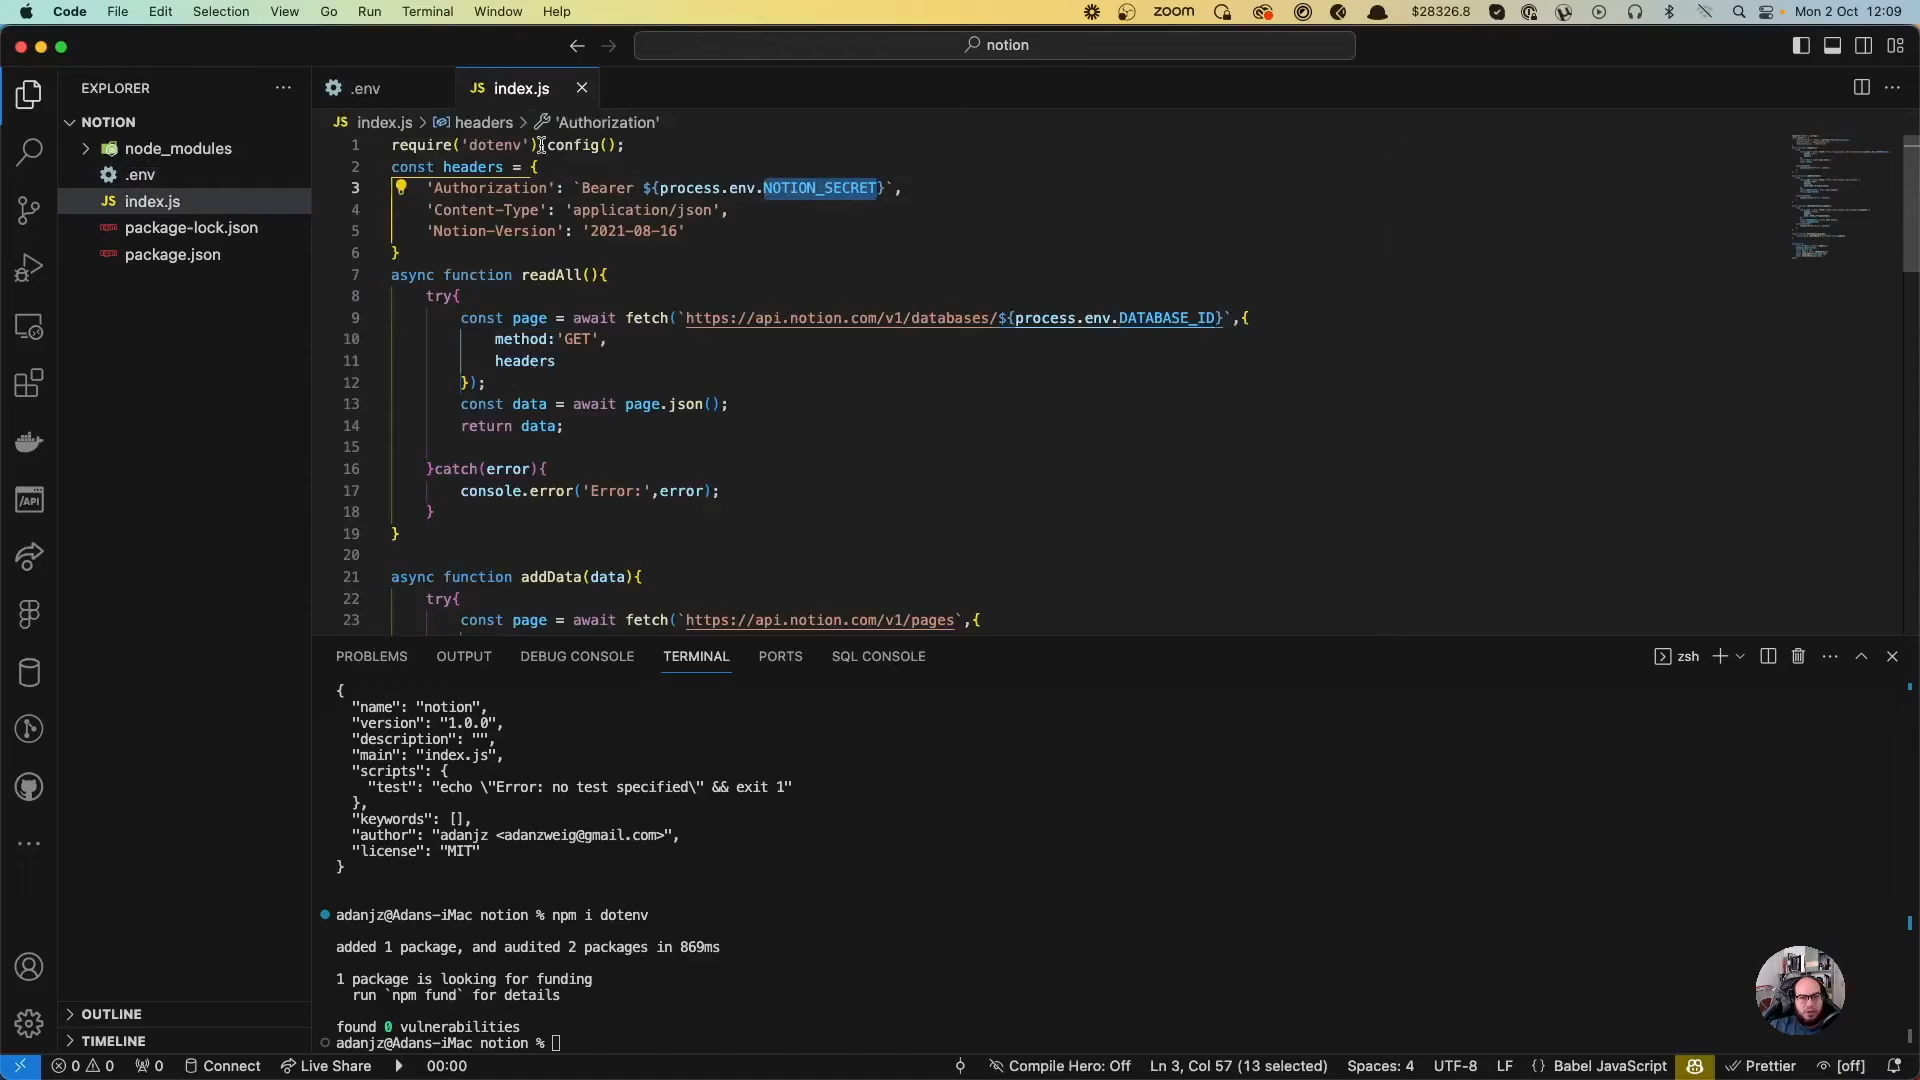 Code File Edit Selection View Go Run Terminal Window Help
zoom $28326.8 Mon 2 Oct 12:09
notion
EXPLORER
NOTION
node_modules
.env
JS index.js
package-lock.json
package.json
OUTLINE
TIMELINE
.env
JS index.js
JS index.js > headers > 'Authorization'
1 require('dotenv').config();
2 const headers = {
3 'Authorization': `Bearer ${process.env.NOTION_SECRET}`,
4 'Content-Type': 'application/json',
5 'Notion-Version': '2021-08-16'
6 }
7 async function readAll(){
8 try{
9 const page = await fetch(`https://api.notion.com/v1/databases/${process.env.DATABASE_ID}`,{
10 method:'GET',
11 headers
12 });
13 const data = await page.json();
14 return data;
15
16 }catch(error){
17 console.error('Error:',error);
18 }
19 }
20
21 async function addData(data){
22 try{
23 const page = await fetch(`https://api.notion.com/v1/pages`,{
PROBLEMS OUTPUT DEBUG CONSOLE TERMINAL PORTS SQL CONSOLE
zsh
{
"name": "notion",
"version": "1.0.0",
"description": "",
"main": "index.js",
"scripts": {
"test": "echo \"Error: no test specified\" && exit 1"
},
"keywords": [],
"author": "adanjz <adanzweig@gmail.com>",
"license": "MIT"
}
adanjz@Adans-iMac notion % npm i dotenv
added 1 package, and audited 2 packages in 869ms
1 package is looking for funding
run `npm fund` for details
found 0 vulnerabilities
adanjz@Adans-iMac notion %
0 0 0 Connect Live Share 00:00 Compile Hero: Off Ln 3, Col 57 (13 selected) Spaces: 4 UTF-8 LF {} Babel JavaScript Prettier [off]